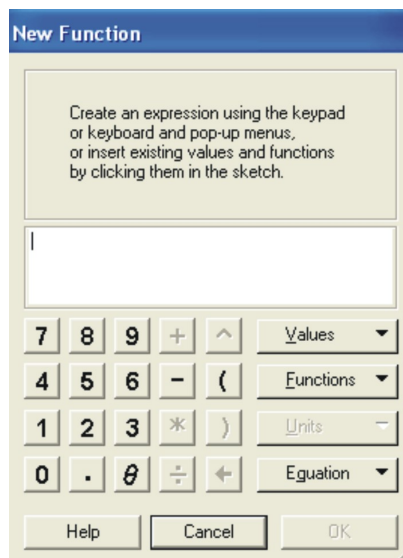 New Function
Create an expression using the keypad
or keyboard and pop-up menus,
or insert existing values and functions
by clicking them in the sketch.
7 8 9 + ^ Values
4 5 6 - ( Functions
1 2 3 * ) Units
0 . θ ÷ ← Equation
Help Cancel OK